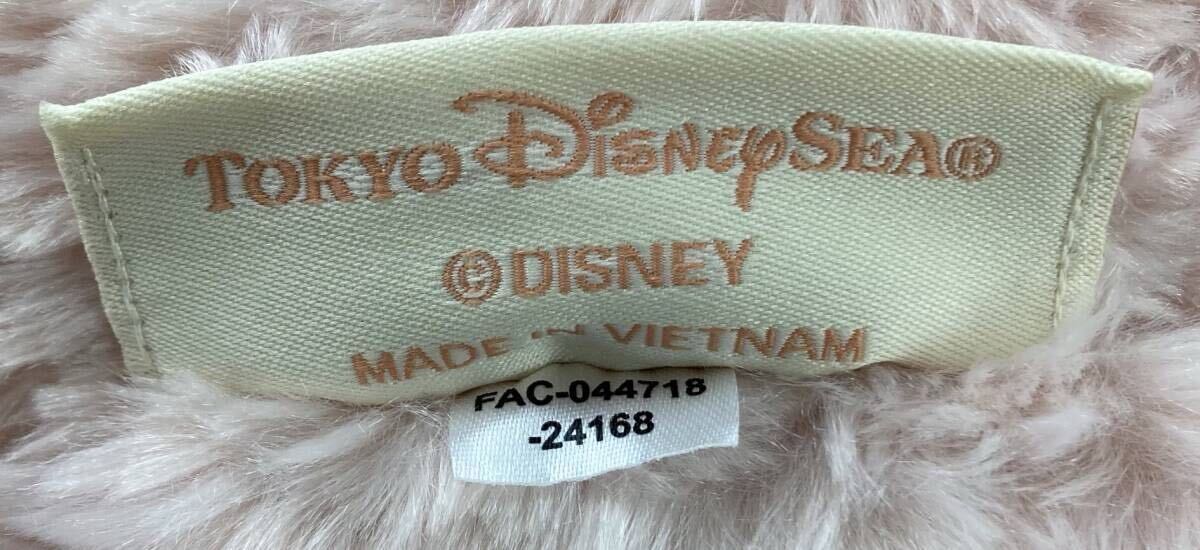 TOKYO DISNEYSEA®
©DISNEY
MADE IN VIETNAM
FAC-044718
-24168